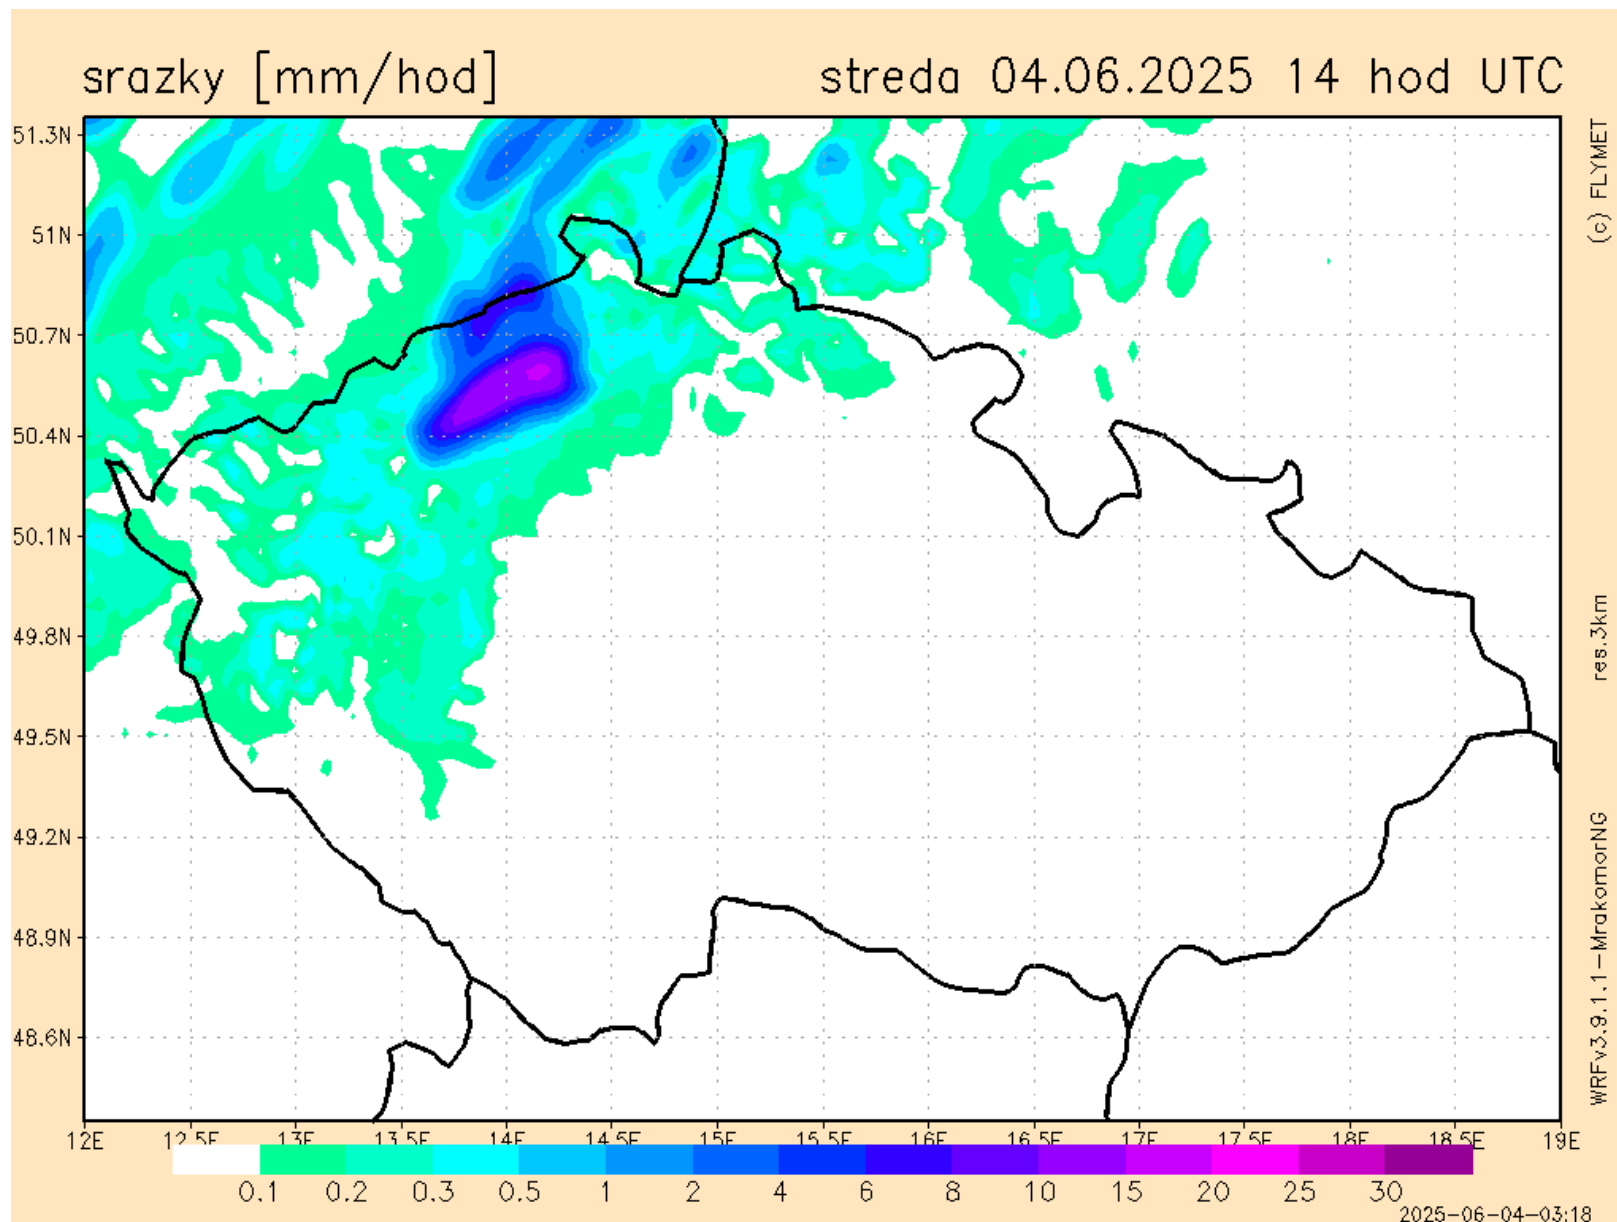 srazky [mm/hod]
streda 04.06.2025 14 hod UTC
51.3N
51N
50.7N
50.4N
50.1N
49.8N
49.5N
49.2N
48.9N
48.6N
12E 12.5E 13E 13.5E 14E 14.5E 15E 15.5E 16E 16.5E 17E 17.5E 18E 18.5E 19E
0.1 0.2 0.3 0.5 1 2 4 6 8 10 15 20 25 30
2025-06-04-03:18
(c) FLYMET
res.3km
WRFv3.9.1.1-MrakomorNG